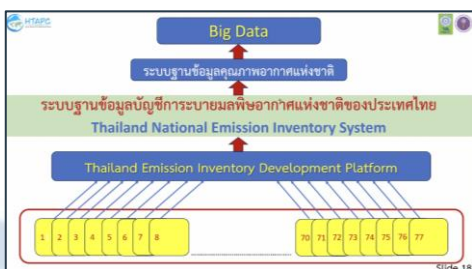 HTAPC
Big Data
ระบบฐานข้อมูลคุณภาพอากาศแห่งชาติ
ระบบฐานข้อมูลบัญชีการระบายมลพิษอากาศแห่งชาติของประเทศไทย
Thailand National Emission Inventory System
Thailand Emission Inventory Development Platform
1 2 3 4 5 6 7 8 70 71 72 73 74 75 76 77
Slide 18